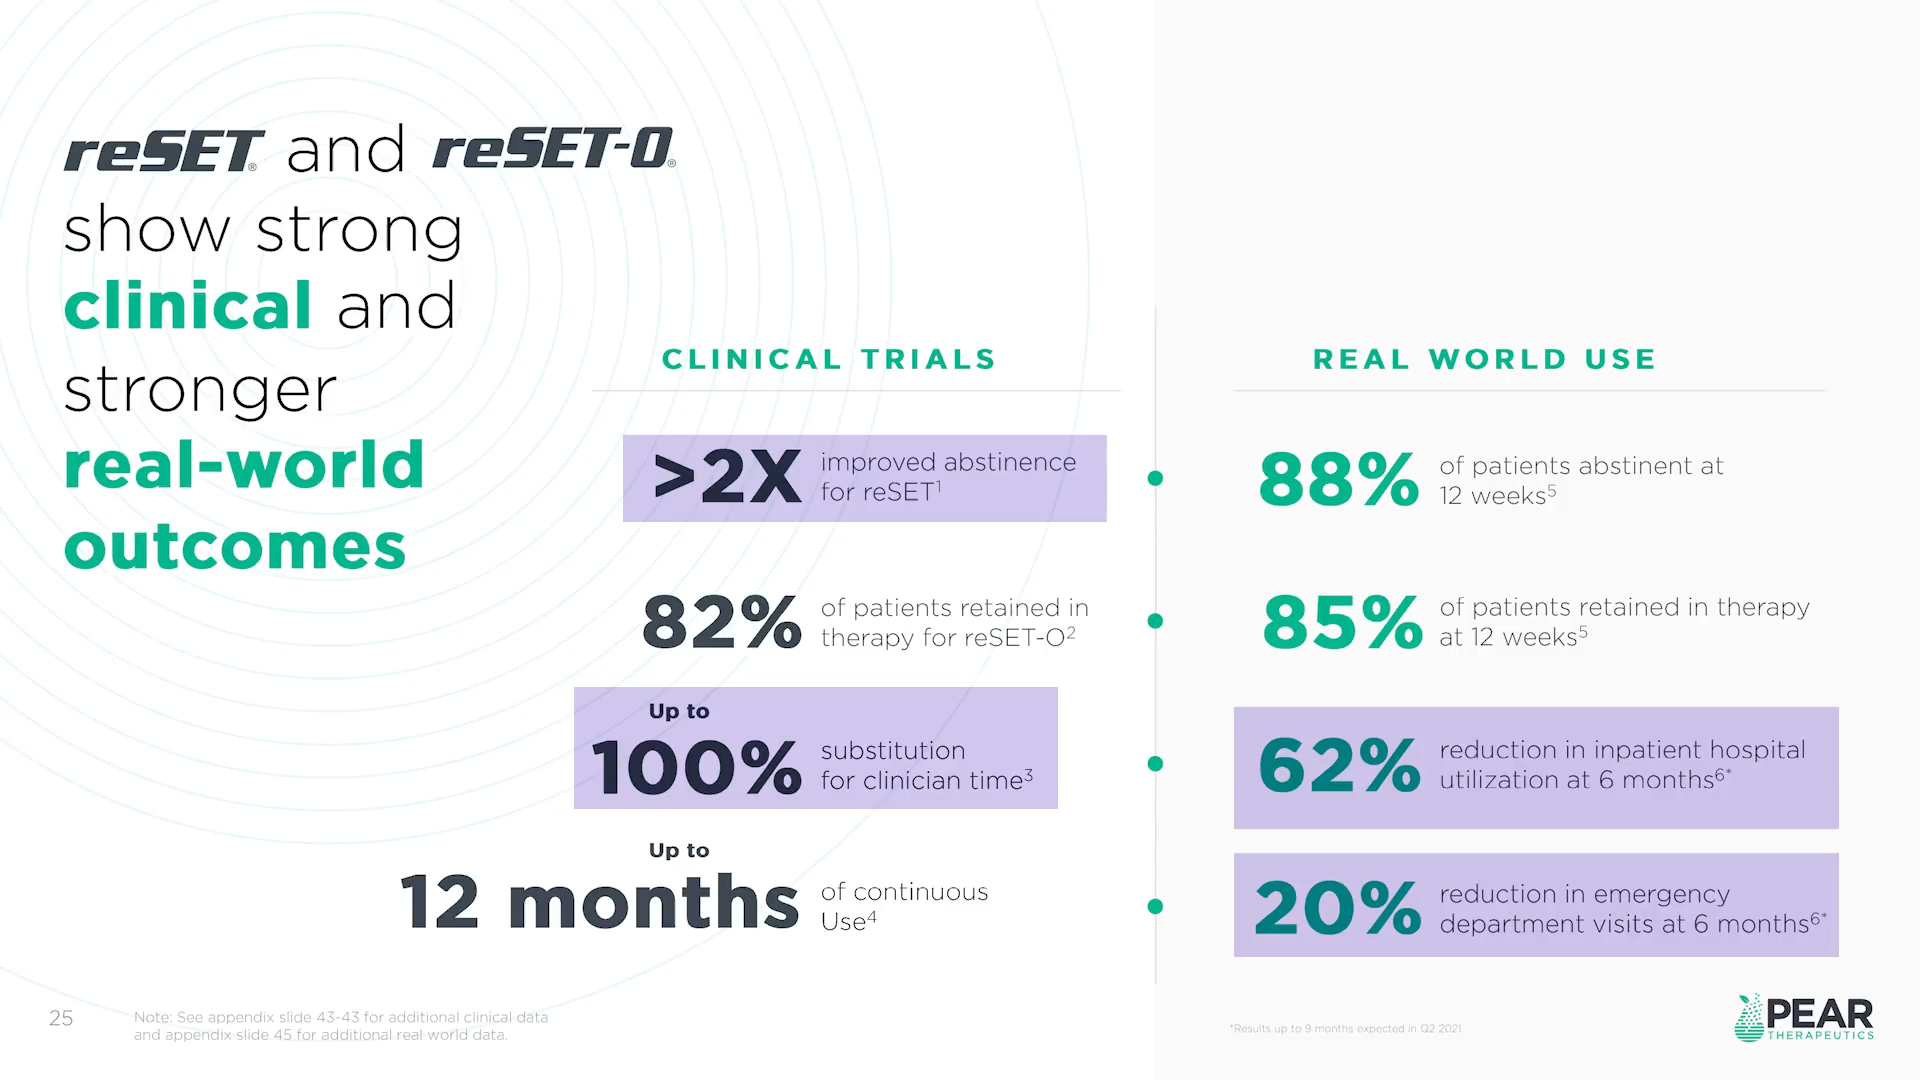 reSET® and reSET-O®
show strong
clinical and
stronger
real-world
outcomes
CLINICAL TRIALS
>2X improved abstinence
for reSET1
82% of patients retained in
therapy for reSET-O2
Up to
100% substitution
for clinician time3
Up to
12 months of continuous
Use4
REAL WORLD USE
88% of patients abstinent at
12 weeks5
85% of patients retained in therapy
at 12 weeks5
62% reduction in inpatient hospital
utilization at 6 months6*
20% reduction in emergency
department visits at 6 months6*
25
Note: See appendix slide 43-43 for additional clinical data
and appendix slide 45 for additional real world data.
*Results up to 9 months expected in Q2 2021
PEAR
THERAPEUTICS